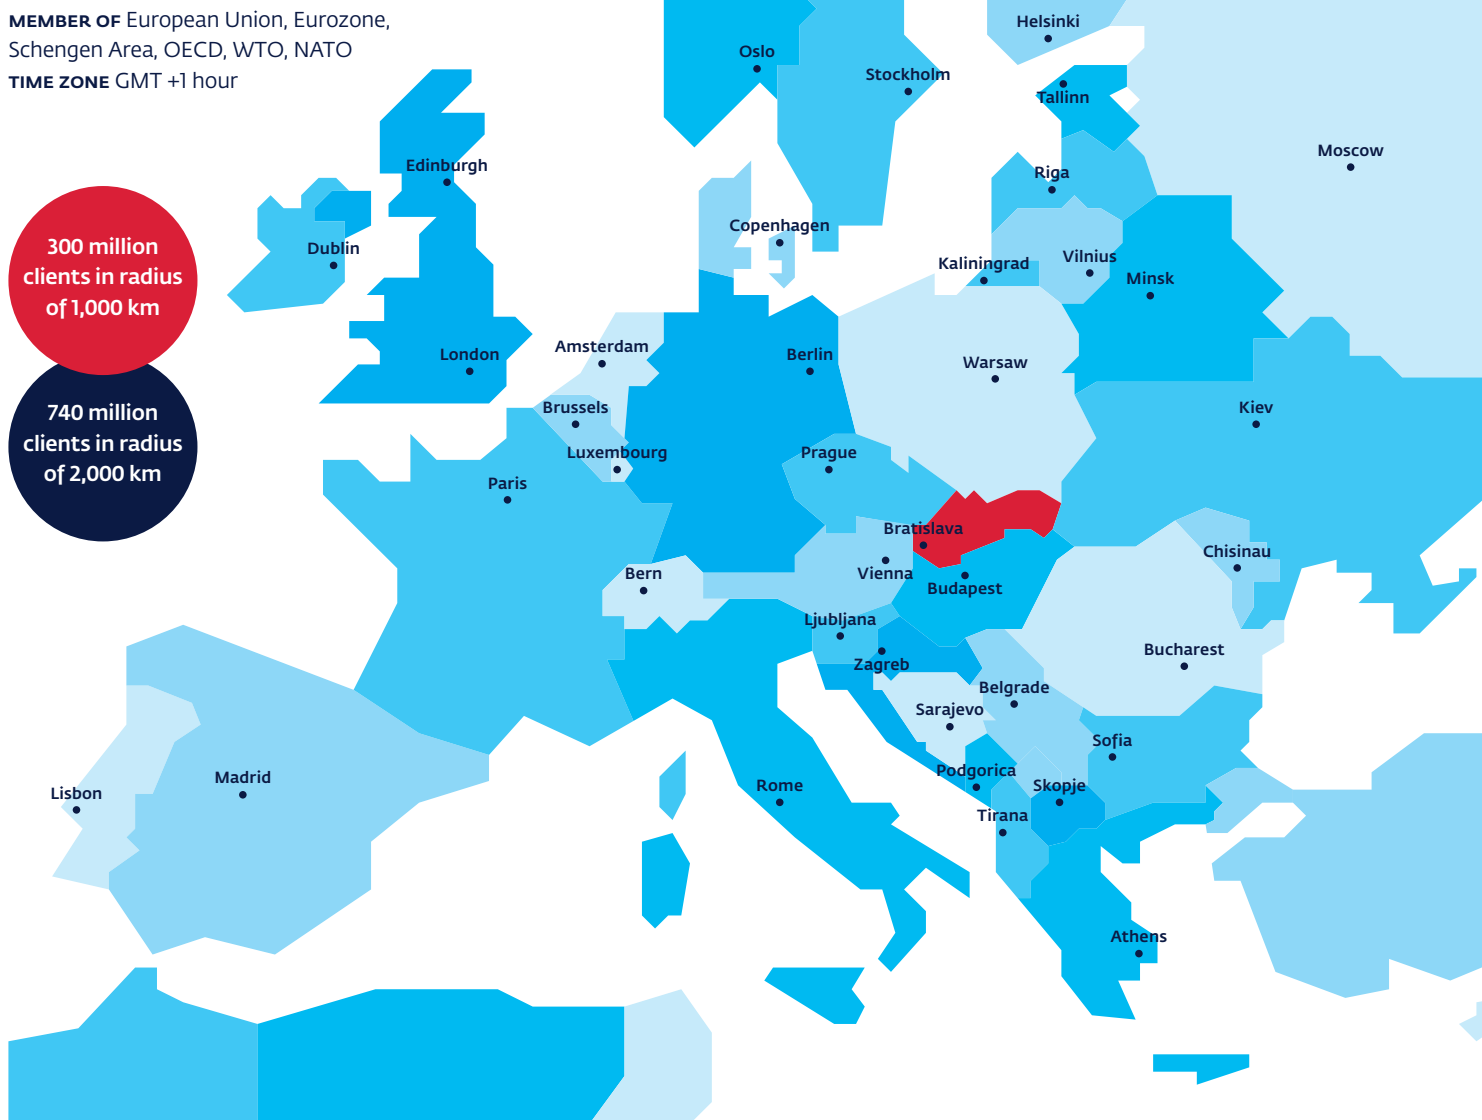 MEMBER OF European Union, Eurozone,
Schengen Area, OECD, WTO, NATO
TIME ZONE GMT +1 hour
300 million
clients in radius
of 1,000 km
740 million
clients in radius
of 2,000 km
Helsinki
Oslo
Stockholm
Tallinn
Moscow
Edinburgh
Riga
Copenhagen
Dublin
Vilnius
Kaliningrad
Minsk
London
Amsterdam
Berlin
Warsaw
Brussels
Kiev
Luxembourg
Prague
Paris
Bratislava
Chisinau
Bern
Vienna
Budapest
Ljubljana
Bucharest
Zagreb
Belgrade
Sarajevo
Sofia
Podgorica
Madrid
Rome
Skopje
Lisbon
Tirana
Athens